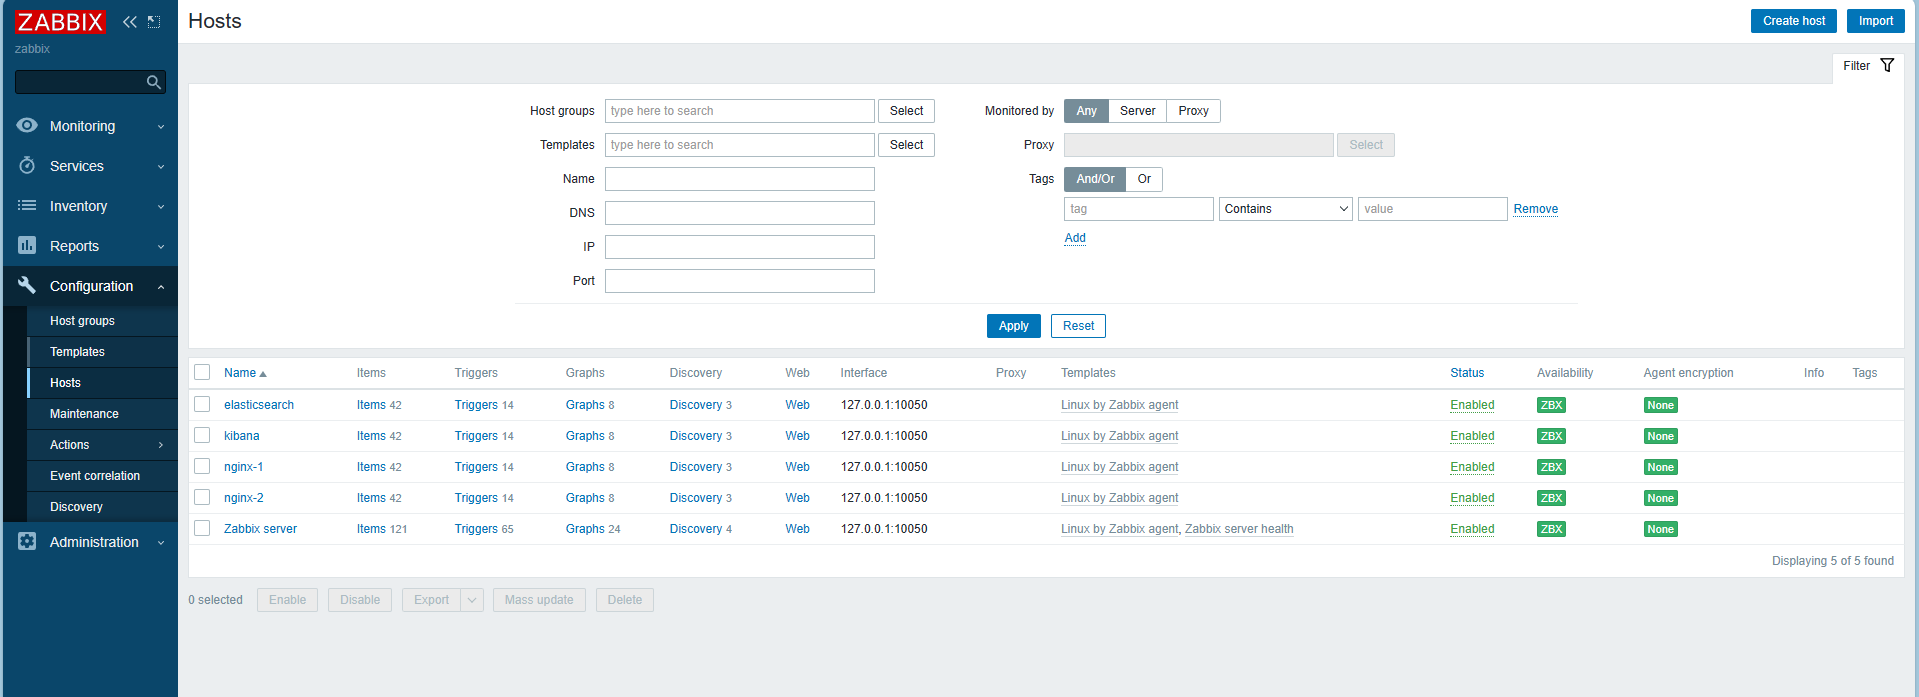 ZABBIX
zabbix
Monitoring
Services
Inventory
Reports
Configuration
Host groups
Templates
Hosts
Maintenance
Actions
Event correlation
Discovery
Administration
Hosts
Create host Import
Filter
Host groups type here to search Select
Templates type here to search Select
Name
DNS
IP
Port
Monitored by Any Server Proxy
Proxy Select
Tags And/Or Or
tag Contains value Remove
Add
Apply Reset
Name Items Triggers Graphs Discovery Web Interface Proxy Templates Status Availability Agent encryption Info Tags
elasticsearch Items 42 Triggers 14 Graphs 8 Discovery 3 Web 127.0.0.1:10050 Linux by Zabbix agent Enabled ZBX None
kibana Items 42 Triggers 14 Graphs 8 Discovery 3 Web 127.0.0.1:10050 Linux by Zabbix agent Enabled ZBX None
nginx-1 Items 42 Triggers 14 Graphs 8 Discovery 3 Web 127.0.0.1:10050 Linux by Zabbix agent Enabled ZBX None
nginx-2 Items 42 Triggers 14 Graphs 8 Discovery 3 Web 127.0.0.1:10050 Linux by Zabbix agent Enabled ZBX None
Zabbix server Items 121 Triggers 65 Graphs 24 Discovery 4 Web 127.0.0.1:10050 Linux by Zabbix agent, Zabbix server health Enabled ZBX None
Displaying 5 of 5 found
0 selected Enable Disable Export Mass update Delete